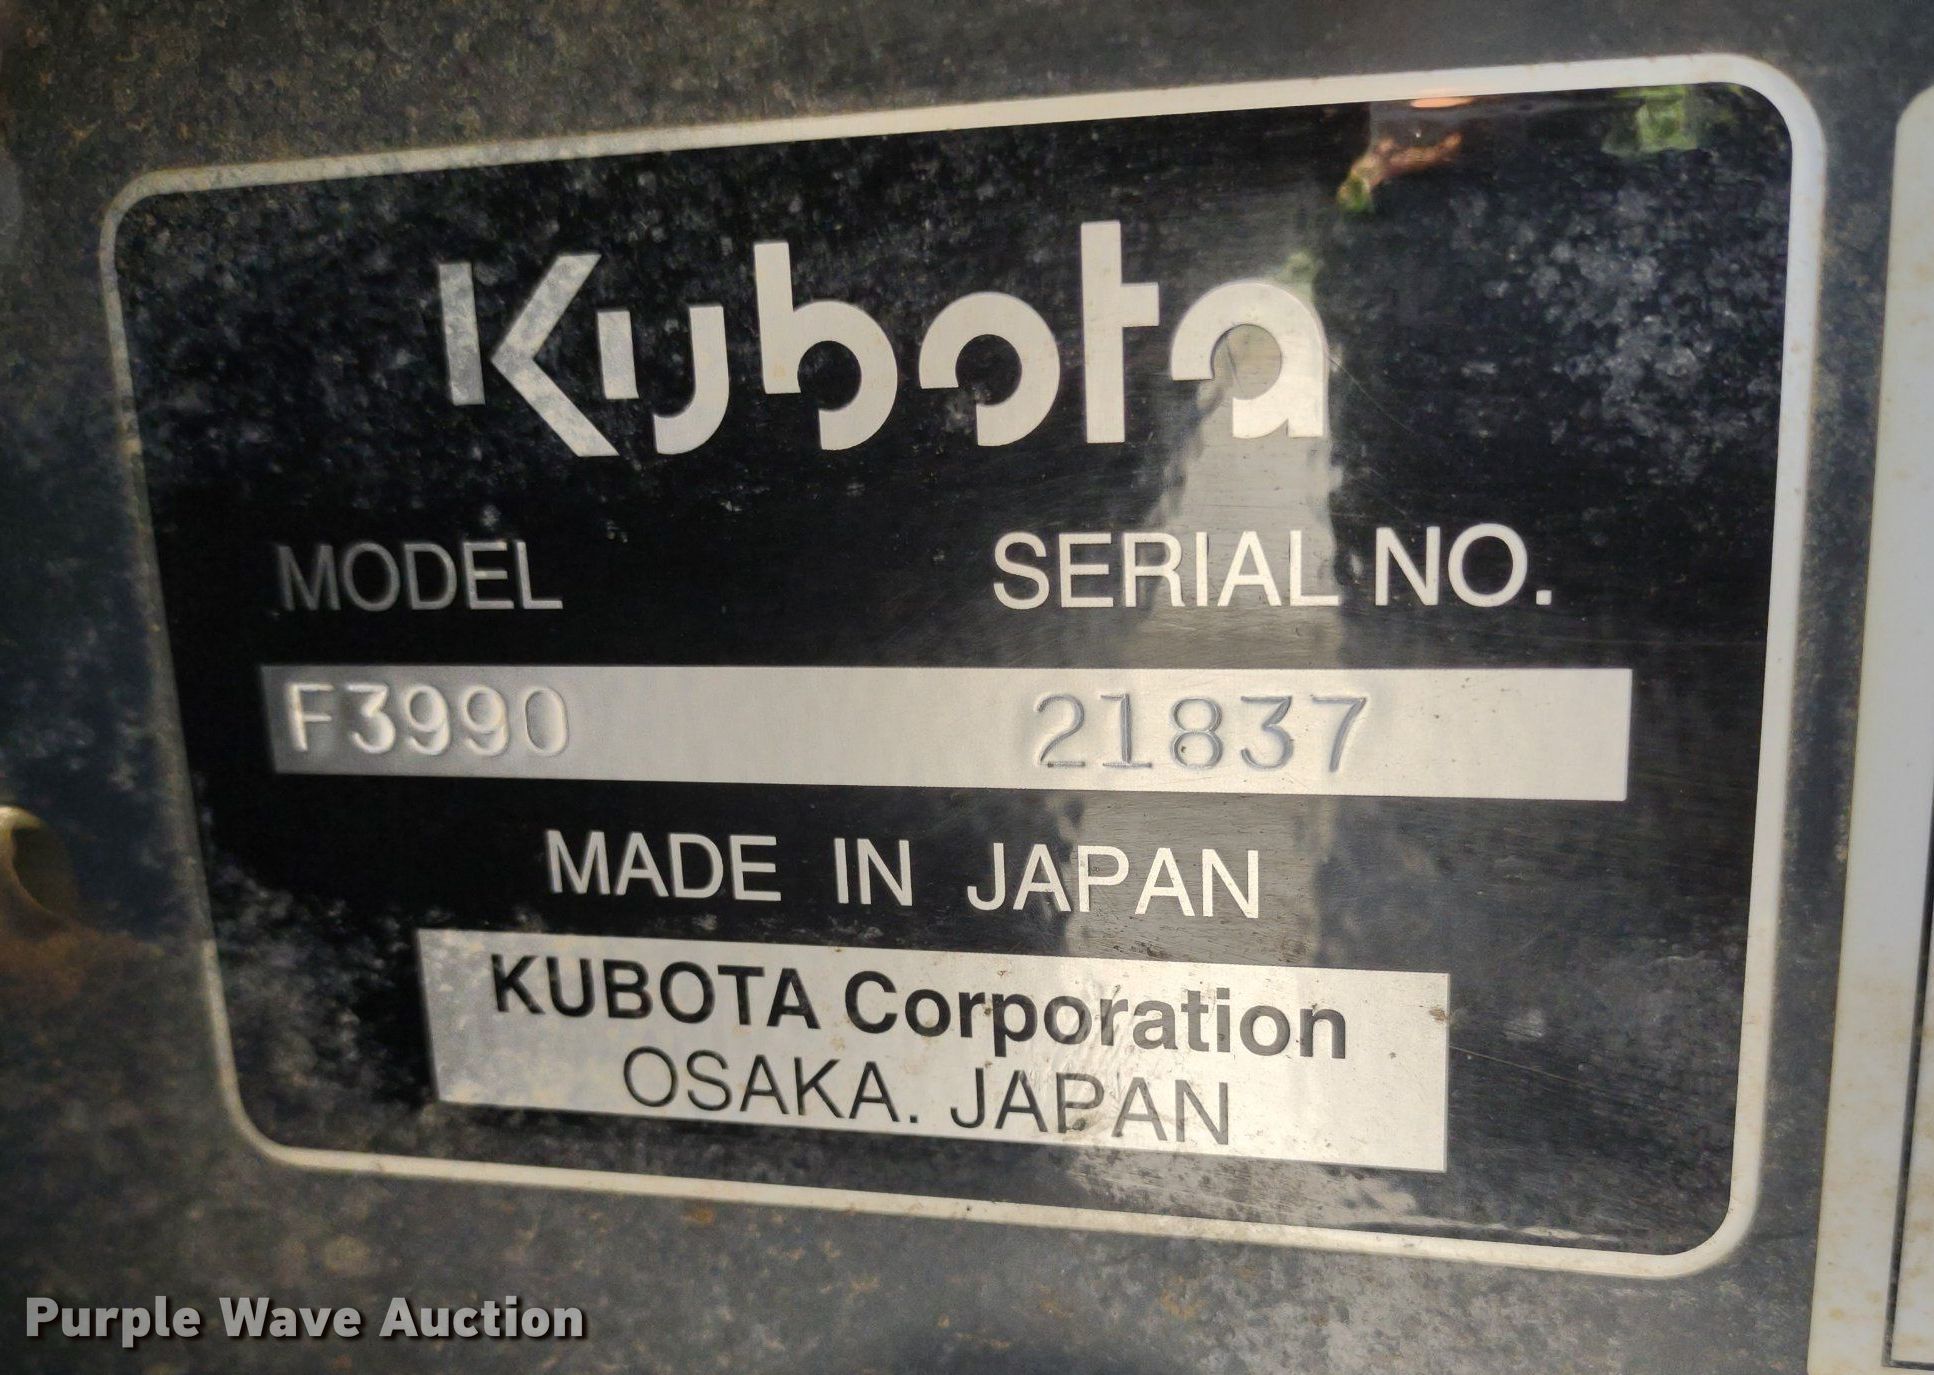 Kubota
MODEL SERIAL NO.
F3990 21837
MADE IN JAPAN
KUBOTA Corporation
OSAKA. JAPAN
Purple Wave Auction